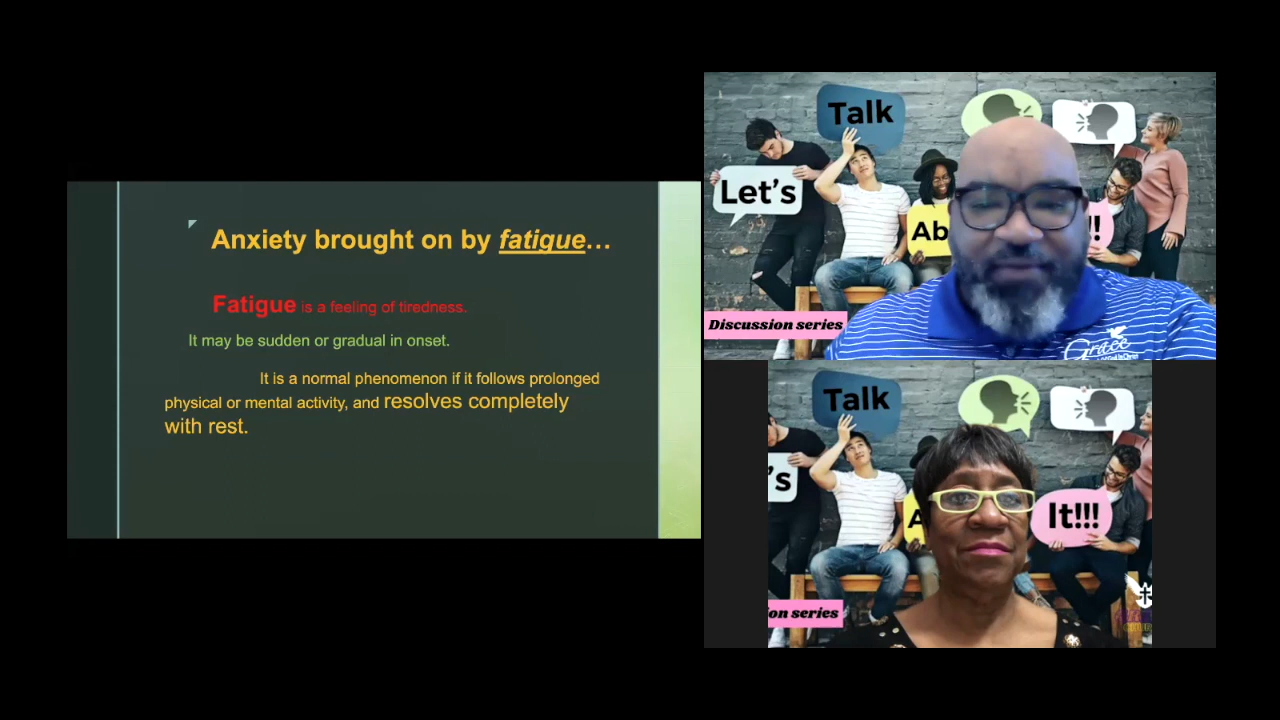 Anxiety brought on by fatigue...
Fatigue is a feeling of tiredness.
It may be sudden or gradual in onset.
It is a normal phenomenon if it follows prolonged
physical or mental activity, and resolves completely
with rest.
Talk
Let's
Ab
!!
Discussion series
Grace
Talk
's
A
It!!!
ion series